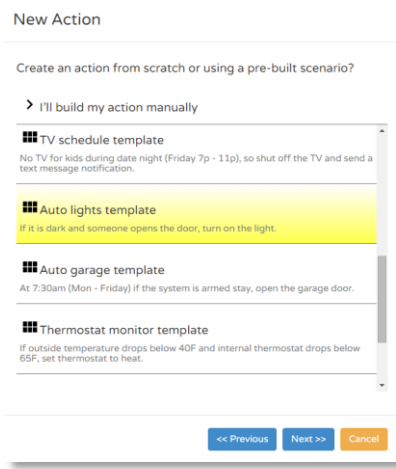 New Action
Create an action from scratch or using a pre-built scenario?
I'll build my action manually
TV schedule template
No TV for kids during date night (Friday 7p - 11p), so shut off the TV and send a
text message notification.
Auto lights template
If it is dark and someone opens the door, turn on the light.
Auto garage template
At 7:30am (Mon - Friday) if the system is armed stay, open the garage door.
Thermostat monitor template
If outside temperature drops below 40F and internal thermostat drops below
65F, set thermostat to heat.
<< Previous Next >> Cancel